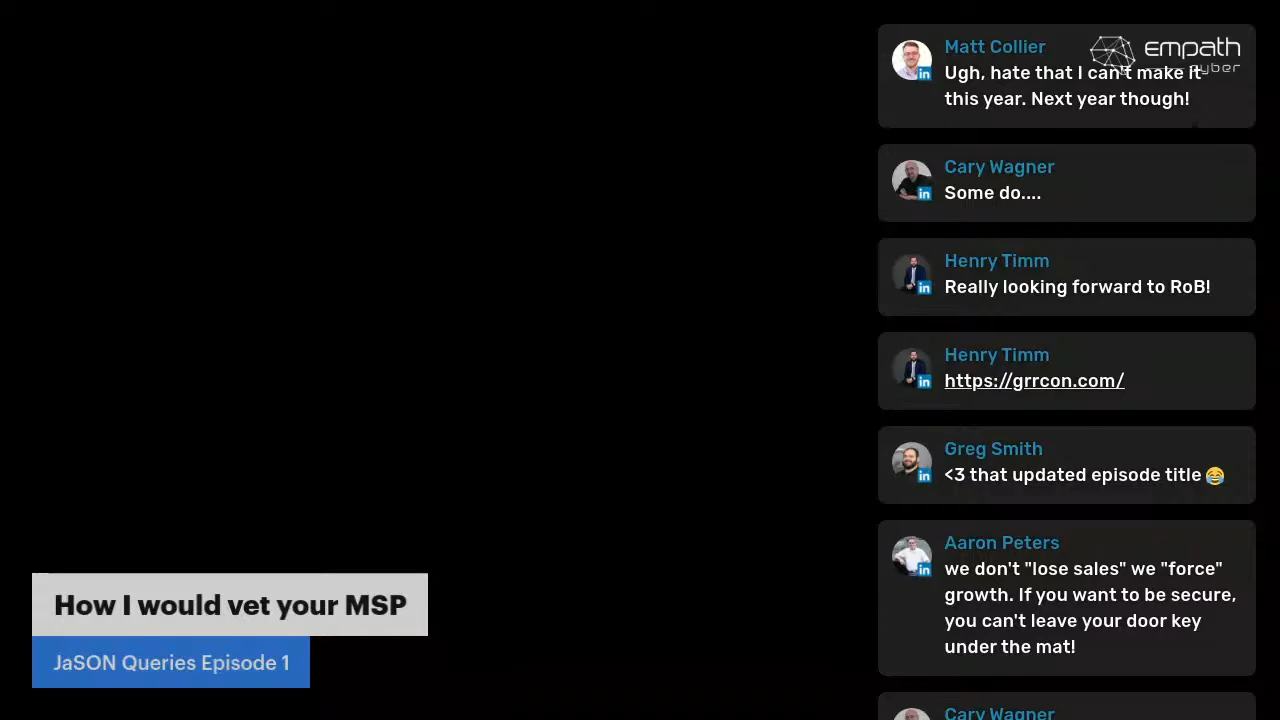 Matt Collier
Ugh, hate that I can't make it
this year. Next year though!
empath
cyber
Cary Wagner
Some do....
Henry Timm
Really looking forward to RoB!
Henry Timm
https://grrcon.com/
Greg Smith
<3 that updated episode title 😂
Aaron Peters
we don't "lose sales" we "force"
growth. If you want to be secure,
you can't leave your door key
under the mat!
Cary Wagner
How I would vet your MSP
JaSON Queries Episode 1